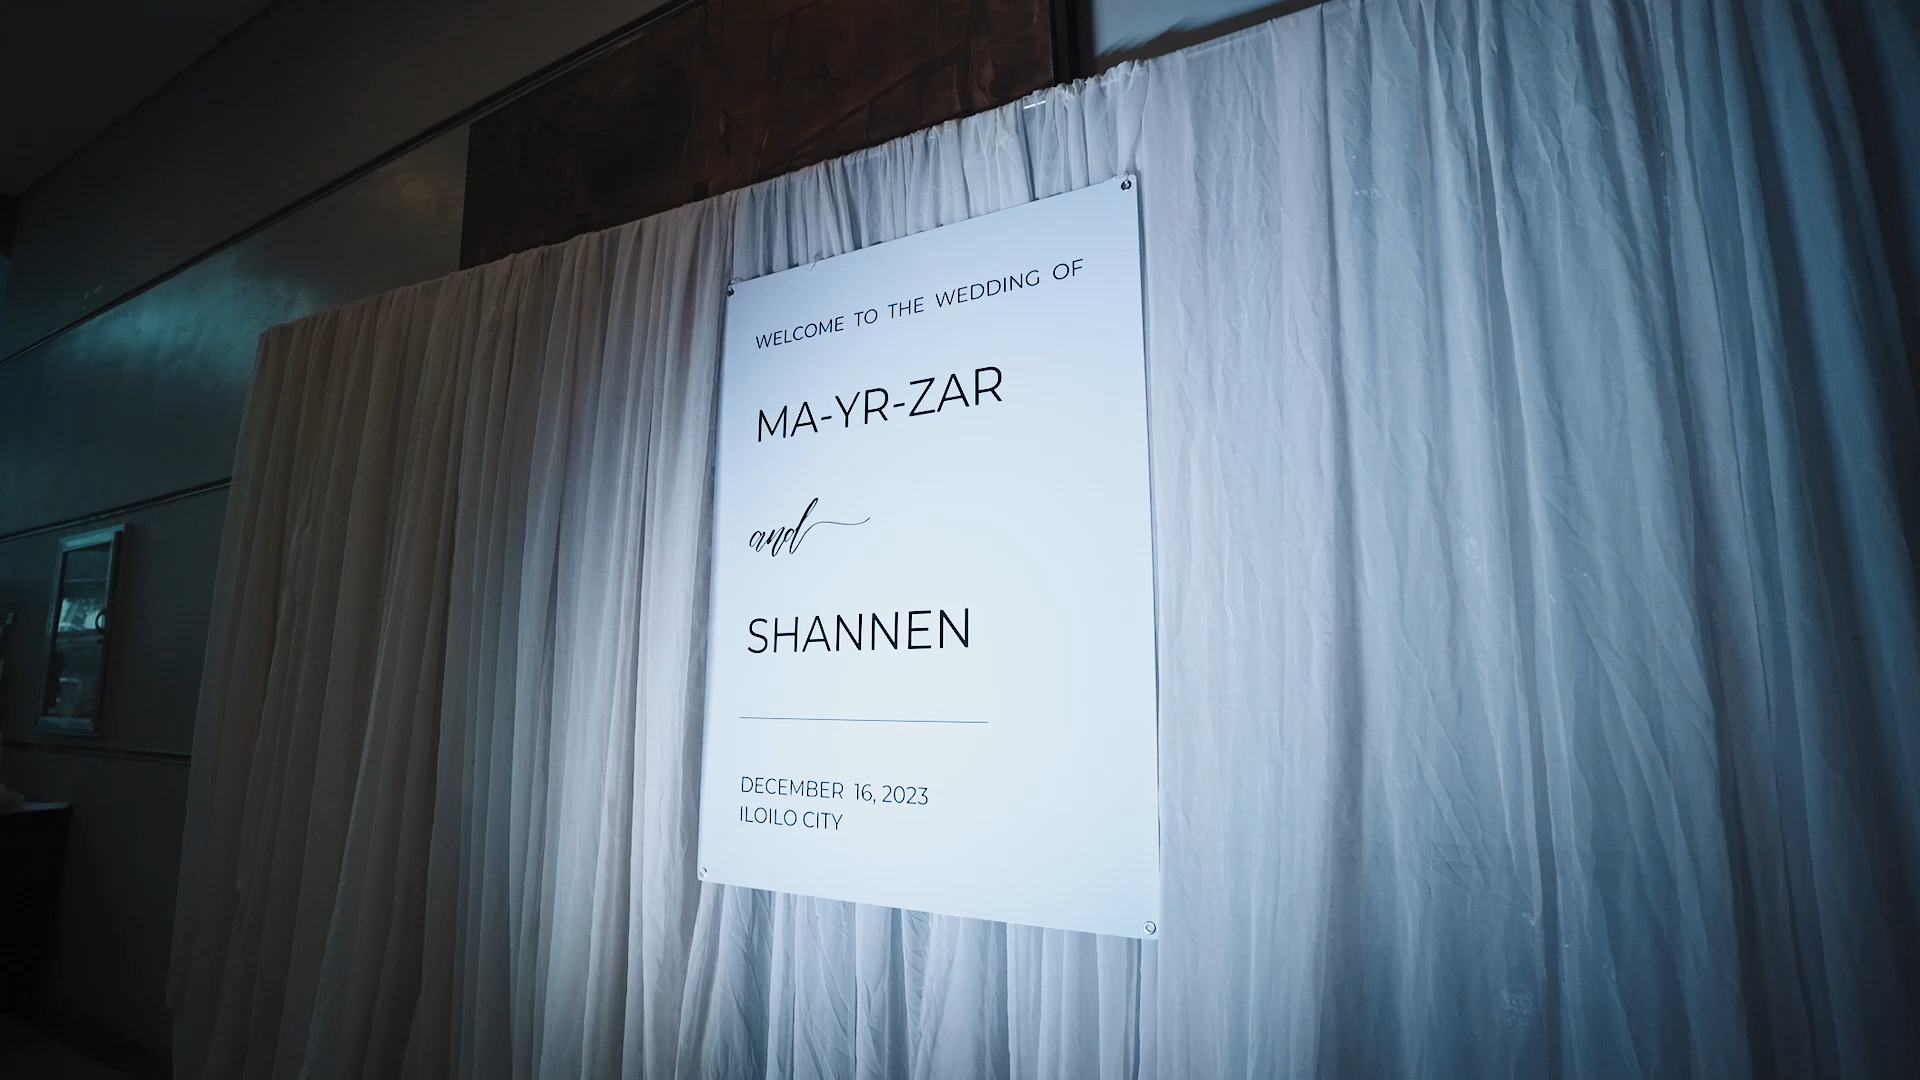 WELCOME TO THE WEDDING OF
MA-YR-ZAR
and
SHANNEN
DECEMBER 16, 2023
ILOILO CITY